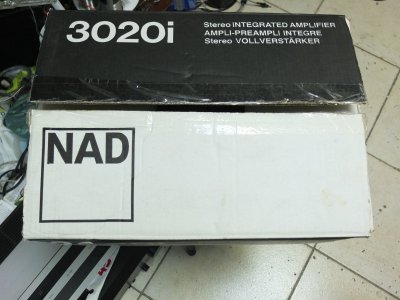 3020i
Stereo INTEGRATED AMPLIFIER
AMPLI-PREAMPLI INTEGRE
Stereo VOLLVERSTÄRKER
NAD